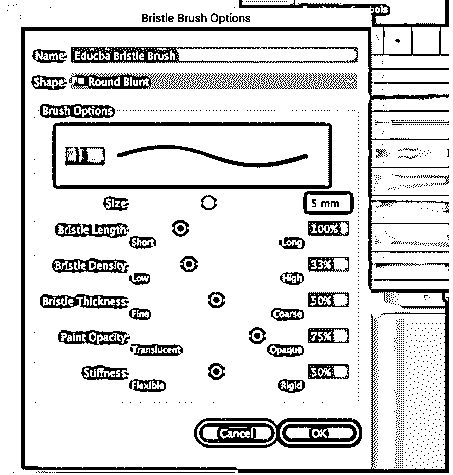 Bristle Brush Options
Name: Educba Bristle Brush
Shape: Round Blunt
Brush Options
Size: 5 mm
Bristle Length: 100%
Short Long
Bristle Density: 33%
Low High
Bristle Thickness: 50%
Fine Coarse
Paint Opacity: 75%
Translucent Opaque
Stiffness: 50%
Flexible Rigid
Cancel OK